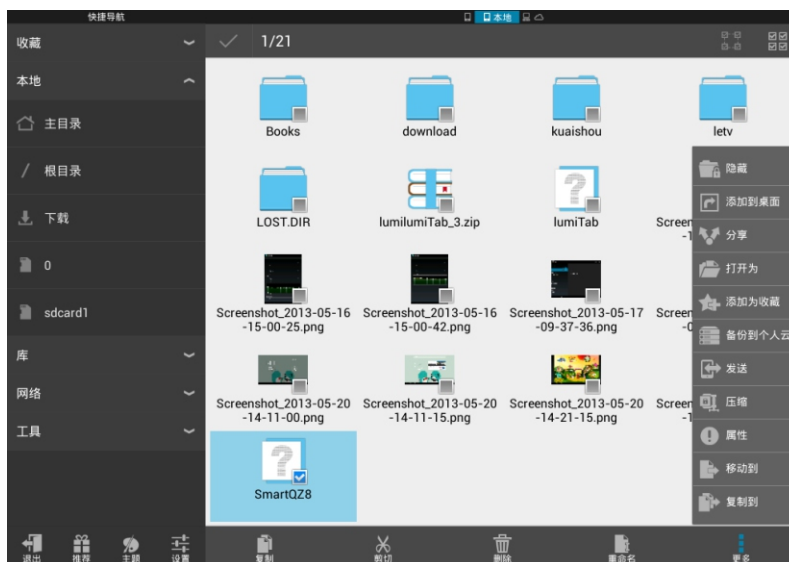 快捷导航
本地
收藏
本地
主目录
根目录
下载
0
sdcard1
库
网络
工具
退出
推荐
主题
设置
1/21
Books
download
kuaishou
letv
LOST.DIR
lumilumiTab_3.zip
lumiTab
Screen
-1
Screenshot_2013-05-16
-15-00-25.png
Screenshot_2013-05-16
-15-00-42.png
Screenshot_2013-05-17
-09-37-36.png
Screen
-0
Screenshot_2013-05-20
-14-11-00.png
Screenshot_2013-05-20
-14-11-15.png
Screenshot_2013-05-20
-14-21-15.png
Screen
-1
SmartQZ8
隐藏
添加到桌面
分享
打开为
添加为收藏
备份到个人云
发送
压缩
属性
移动到
复制到
复制
剪切
删除
重命名
更多